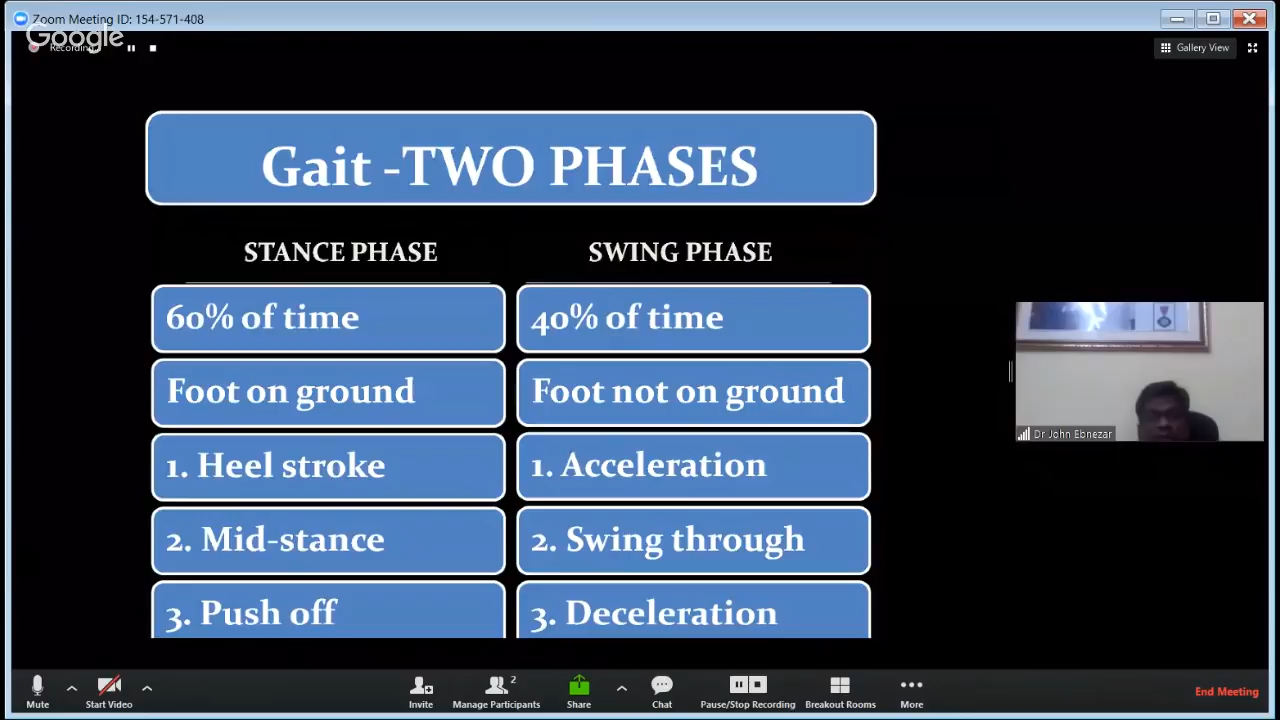 Zoom Meeting ID: 154-571-408
Google
Recording
Gallery View
Gait -TWO PHASES
STANCE PHASE
SWING PHASE
60% of time
40% of time
Foot on ground
Foot not on ground
1. Heel stroke
1. Acceleration
2. Mid-stance
2. Swing through
3. Push off
3. Deceleration
Dr John Ebnezar
Mute
Start Video
Invite
2
Manage Participants
Share
Chat
Pause/Stop Recording
Breakout Rooms
More
End Meeting